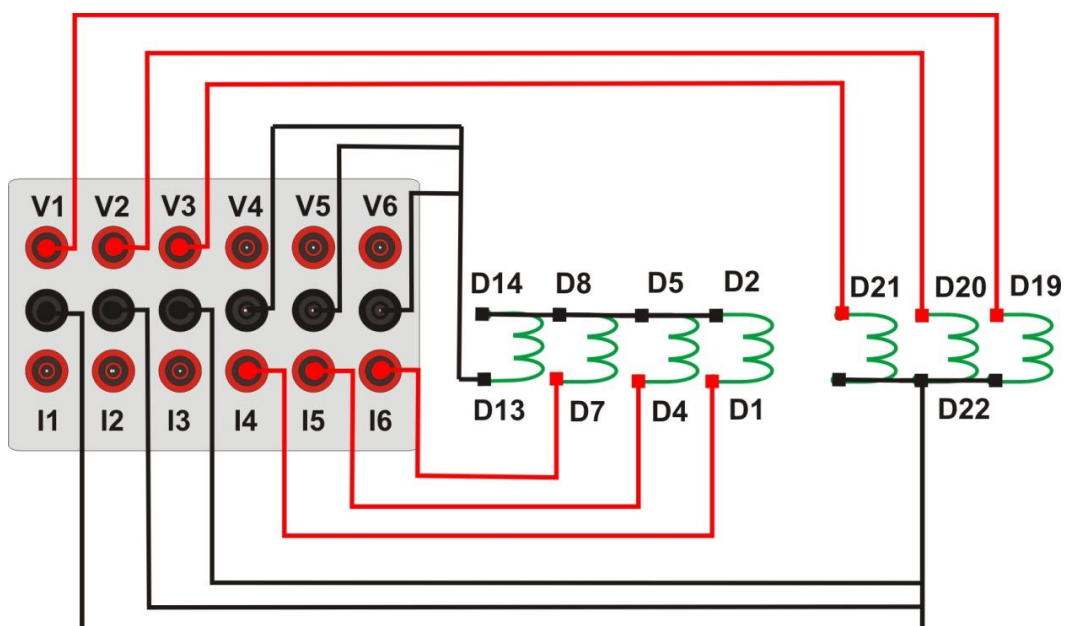 V1 V2 V3 V4 V5 V6
I1 I2 I3 I4 I5 I6
D14 D8 D5 D2
D13 D7 D4 D1
D21 D20 D19
D22